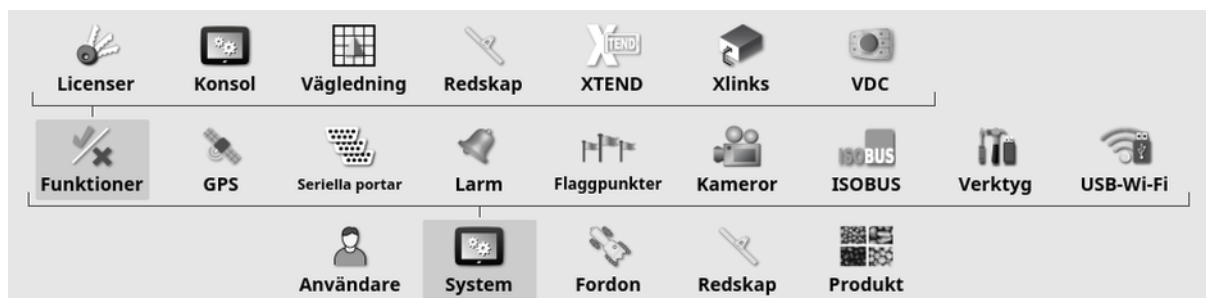 Licenser Konsol Vägledning Redskap XTEND Xlinks VDC
Funktioner GPS Seriella portar Larm Flaggpunkter Kameror ISOBUS Verktyg USB-Wi-Fi
Användare System Fordon Redskap Produkt